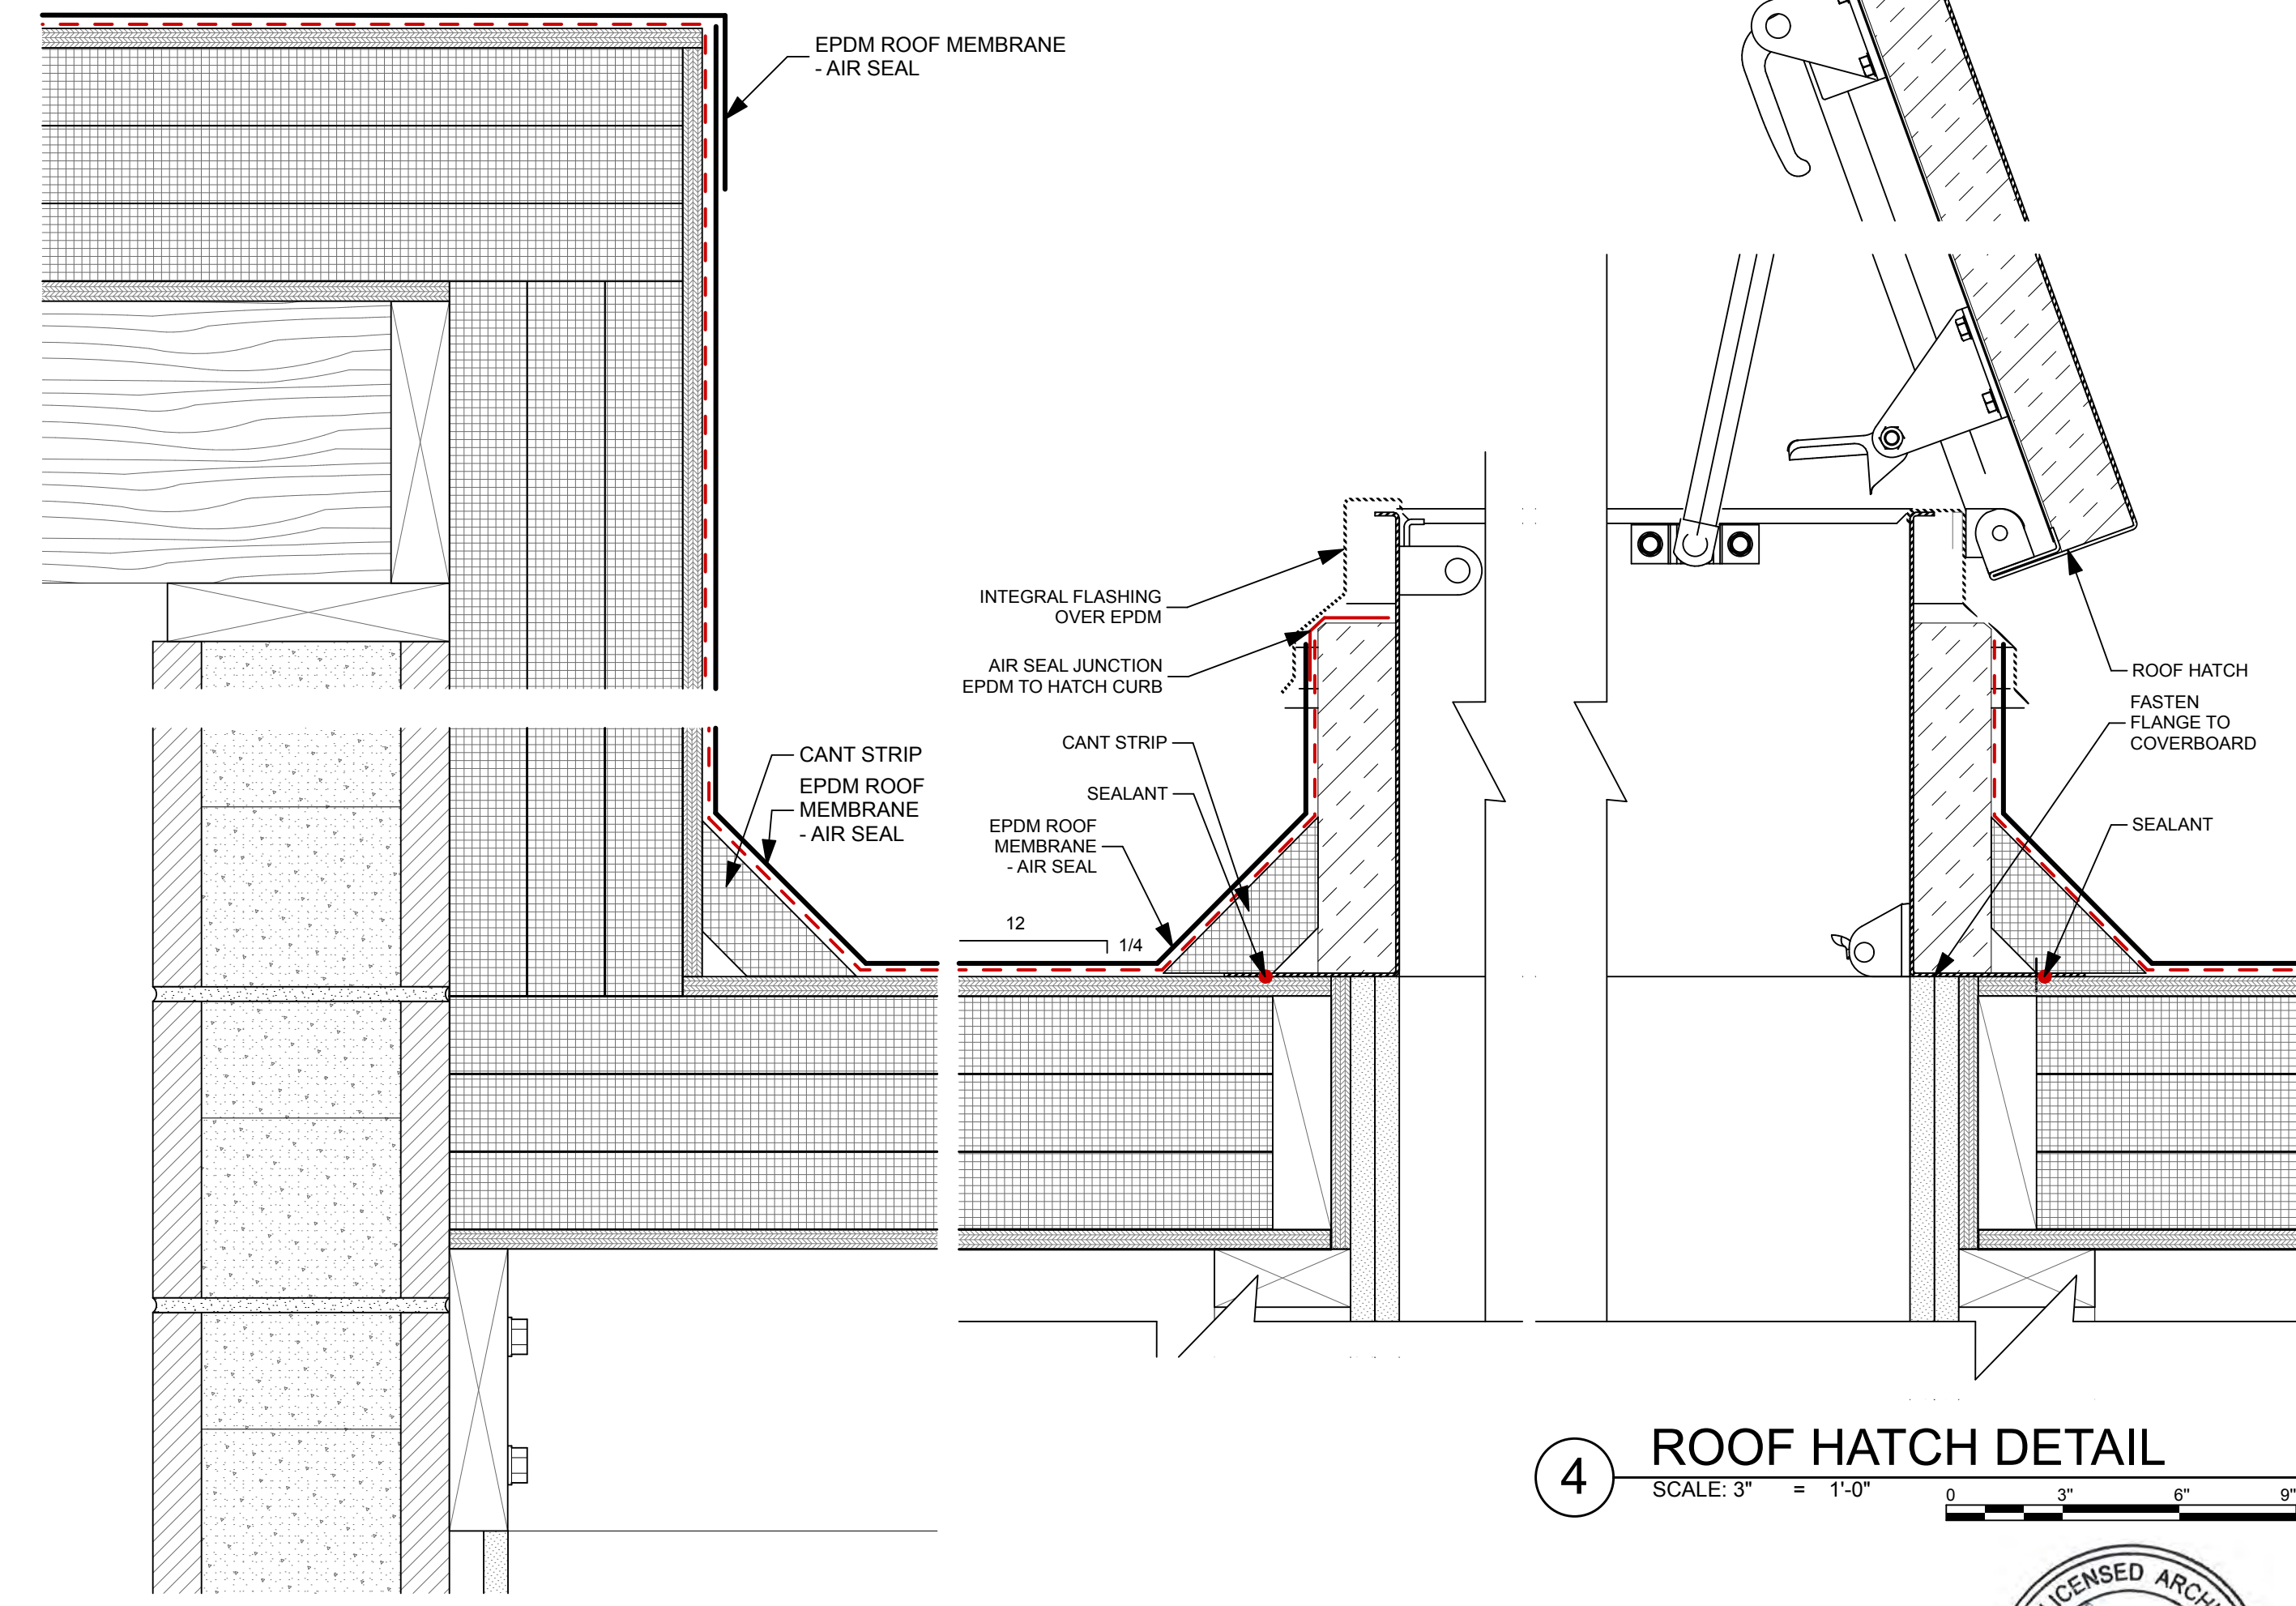 EPDM ROOF MEMBRANE
- AIR SEAL
INTEGRAL FLASHING
OVER EPDM
AIR SEAL JUNCTION
EPDM TO HATCH CURB
CANT STRIP
EPDM ROOF
MEMBRANE
- AIR SEAL
CANT STRIP
SEALANT
EPDM ROOF
MEMBRANE
- AIR SEAL
12
1/4
ROOF HATCH
FASTEN
FLANGE TO
COVERBOARD
SEALANT
4
ROOF HATCH DETAIL
SCALE: 3" = 1'-0"
0 3" 6" 9"